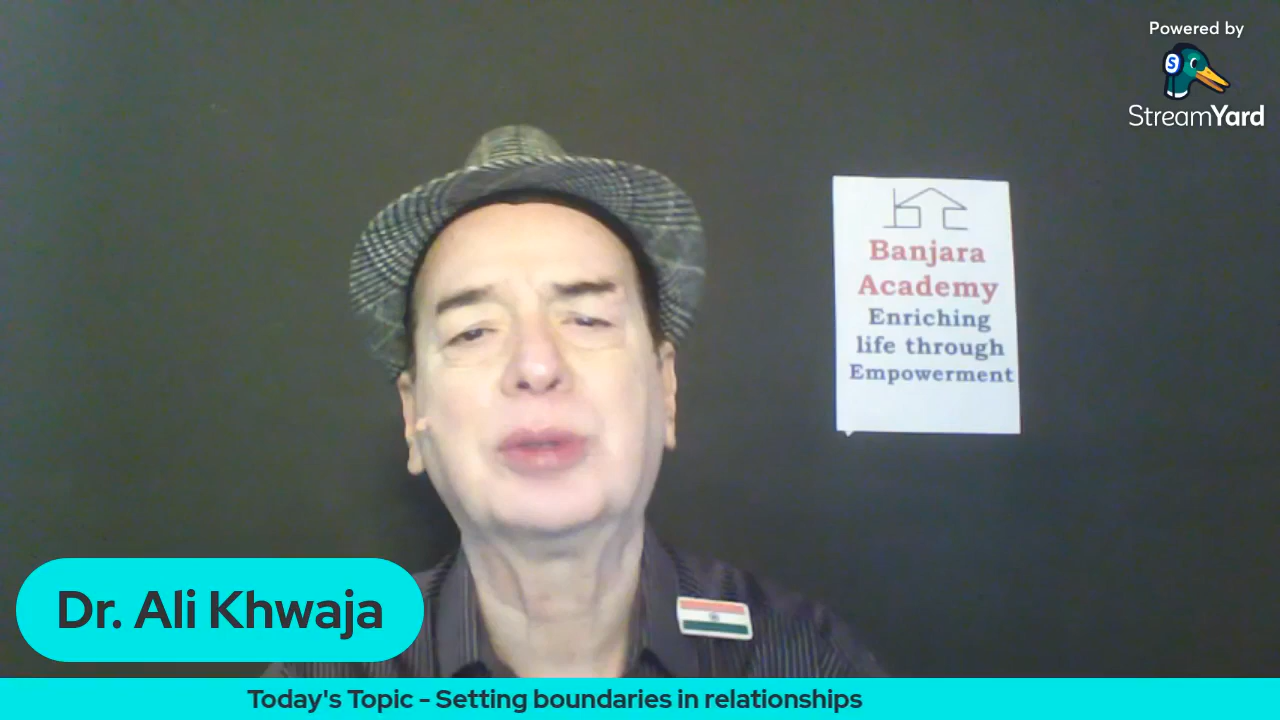 Powered by
S
StreamYard
Banjara
Academy
Enriching
life through
Empowerment
Dr. Ali Khwaja
Today's Topic - Setting boundaries in relationships